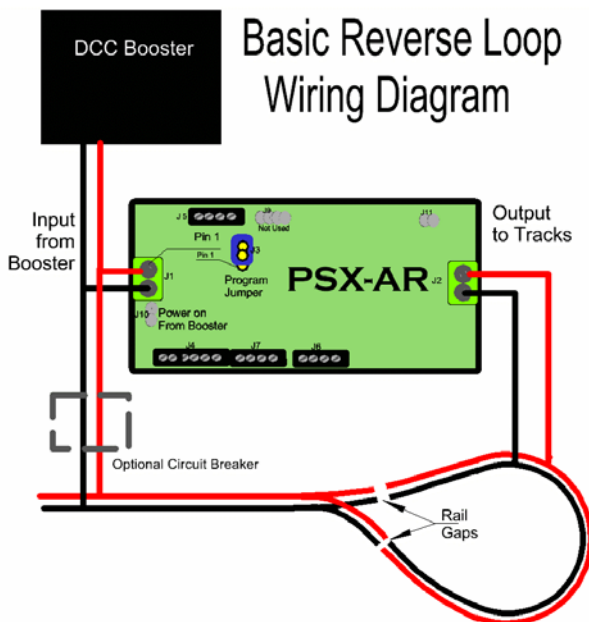 DCC Booster
Basic Reverse Loop
Wiring Diagram
Input
from
Booster
J5
J9
Not Used
J11
Output
to Tracks
Pin 1
Pin 1
J3
J1
Program
Jumper
PSX-AR
J2
J10
Power on
From Booster
J4
J7
J6
Optional Circuit Breaker
Rail
Gaps